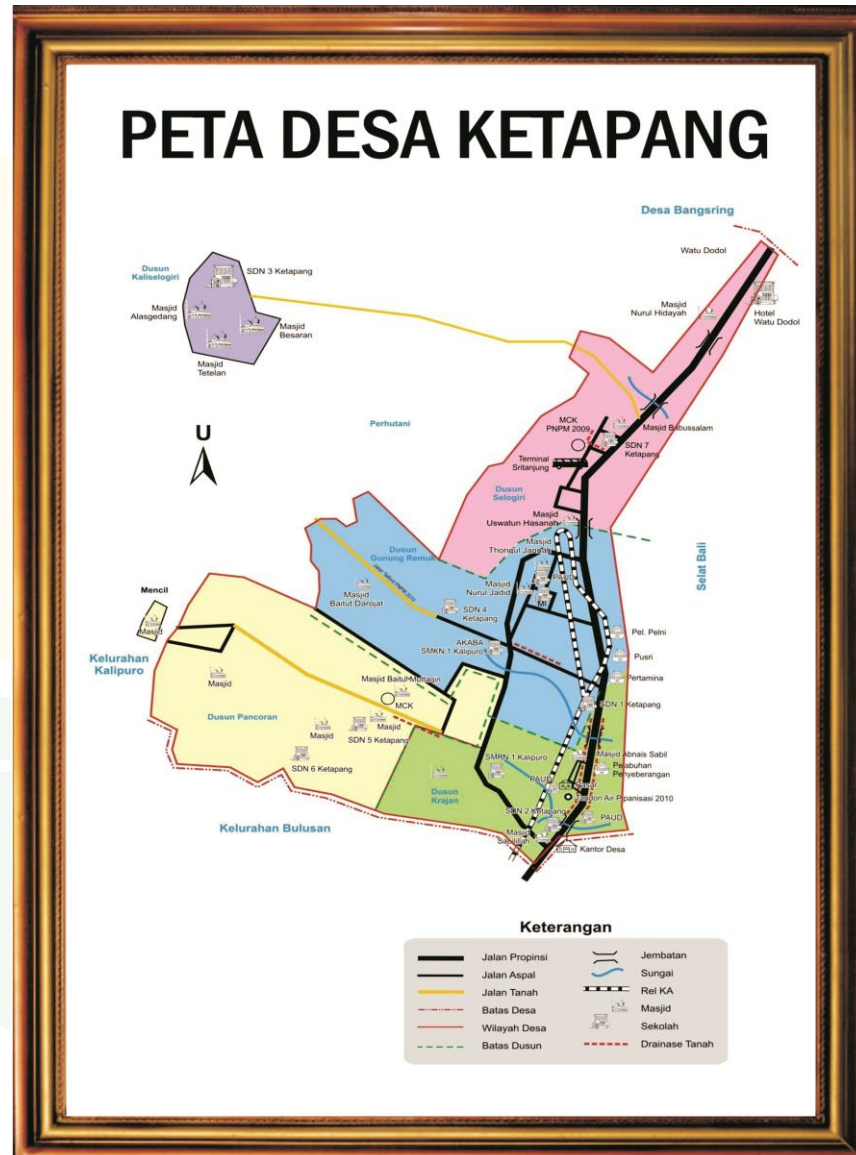 PETA DESA KETAPANG
Desa Bangsring
Watu Dodol
Dusun
Kaliselogiri
SDN 3 Ketapang
Masjid
Alasgedang
Masjid
Besaran
Masjid
Tetelan
Masjid
Nurul Hidayah
Hotel
Watu Dodol
U
Perhutani
MCK
PNPM 2009
Masjid Babussalam
SDN 7
Ketapang
Terminal
Sritanjung
Dusun
Selogiri
Masjid
Uswatun Hasanah
Masjid
Thoriqul Jannah
Selat Bali
Dusun
Gunung Remuk
PAUD
Masjid
Nurul Jadid
MI
Masjid
Baitut Darojat
SDN 4
Ketapang
Mencil
Masjid
AKABA
SMKN 1 Kalipuro
Pel. Pelni
Pusri
Pertamina
Kelurahan
Kalipuro
Masjid
Masjid Baitul Muttaqin
MCK
SDN 1 Ketapang
Dusun Pancoran
Masjid
Masjid
SDN 5 Ketapang
SDN 6 Ketapang
SMKN 1 Kalipuro
Masjid Abnais Sabil
Pelabuhan
Penyeberangan
Dusun
Krajan
PAUD
Pasar
Tandon Air Pipanisasi 2010
SDN 2 Ketapang
PAUD
Masjid
Kelurahan Bulusan
Kantor Desa
Keterangan
Jalan Propinsi
Jalan Aspal
Jalan Tanah
Batas Desa
Wilayah Desa
Batas Dusun
Jembatan
Sungai
Rel KA
Masjid
Sekolah
Drainase Tanah